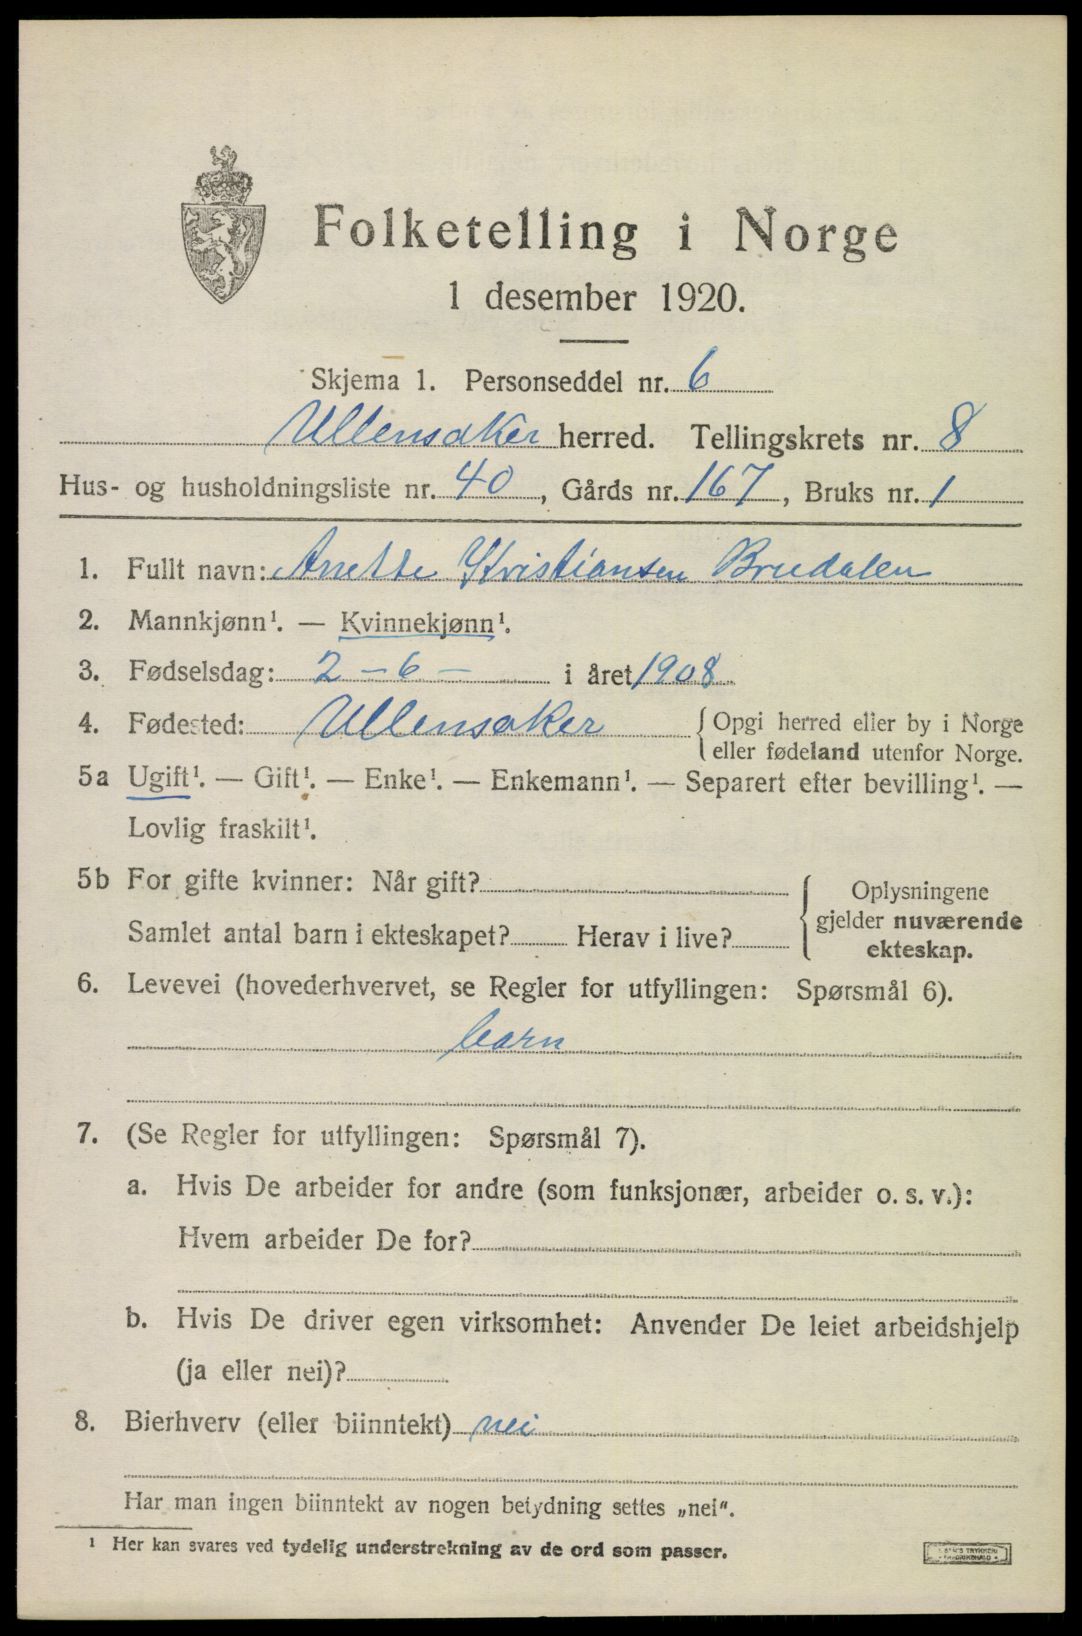 Folketelling i Norge
1 desember 1920.
Skjema 1. Personseddel nr. 6
Ullensaker herred. Tellingskrets nr. 8
Hus- og husholdningsliste nr. 40, Gårds nr. 167, Bruks nr. 1
1. Fullt navn: Anette Kristiansen Bredalen
2. Mannkjønn¹. — Kvinnekjønn¹.
3. Fødselsdag: 2 - 6 - i året 1908
4. Fødested: Ullensaker { Opgi herred eller by i Norge
eller fødeland utenfor Norge.
5a Ugift¹. — Gift¹. — Enke¹. — Enkemann¹. — Separert efter bevilling¹. —
Lovlig fraskilt¹.
5b For gifte kvinner: Når gift?
Samlet antal barn i ekteskapet? Herav i live?
{ Oplysningene
gjelder nuværende
ekteskap.
6. Levevei (hovederhvervet, se Regler for utfyllingen: Spørsmål 6).
barn
7. (Se Regler for utfyllingen: Spørsmål 7).
a. Hvis De arbeider for andre (som funksjonær, arbeider o. s. v.):
Hvem arbeider De for?
b. Hvis De driver egen virksomhet: Anvender De leiet arbeidshjelp
(ja eller nei)?
8. Bierhverv (eller biinntekt) nei
Har man ingen biinntekt av nogen betydning settes „nei“.
¹ Her kan svares ved tydelig understrekning av de ord som passer.